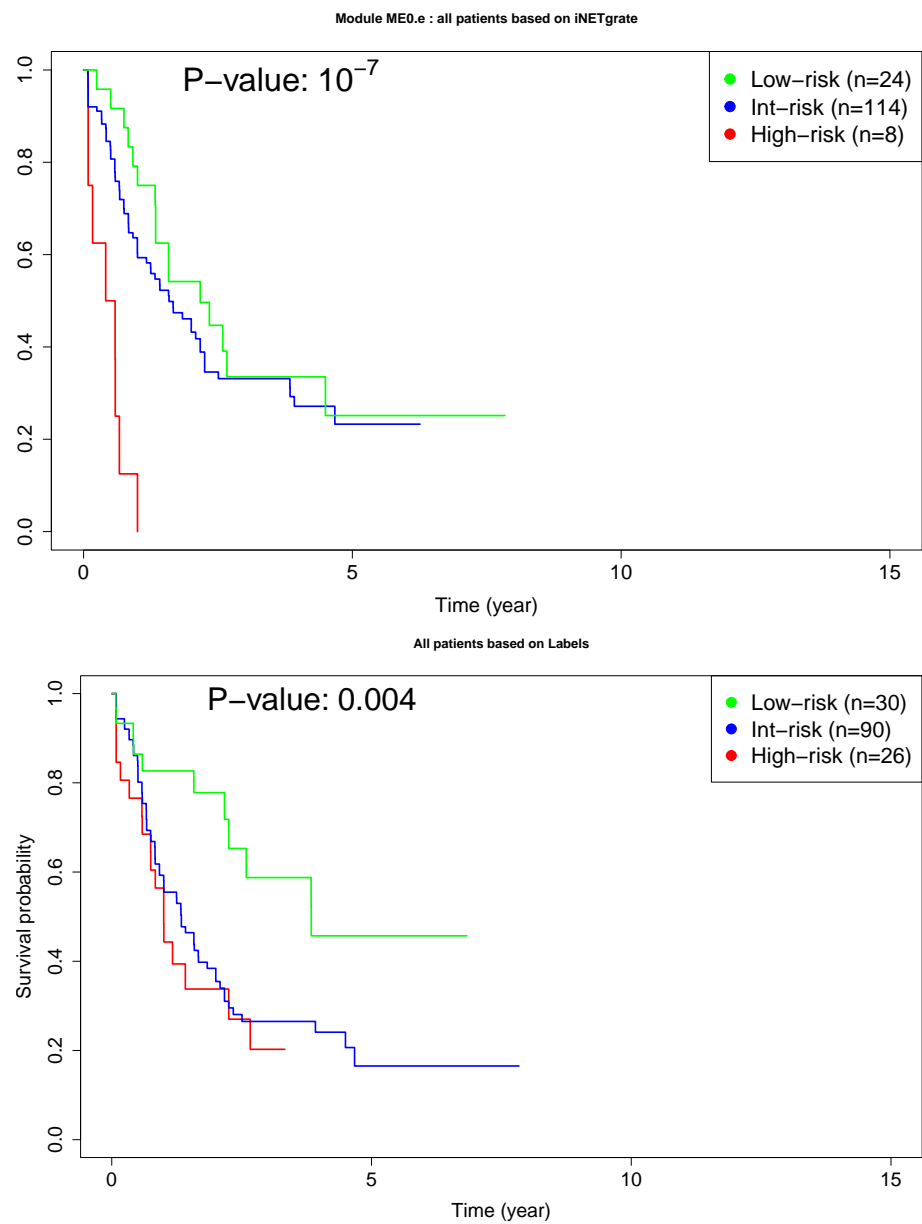 Module ME0.e : all patients based on iNETgrate
P−value: 10⁻⁷
Low−risk (n=24)
Int−risk (n=114)
High−risk (n=8)
1.0
0.8
0.6
0.4
0.2
0.0
0 5 10 15
Time (year)
All patients based on Labels
P−value: 0.004
Low−risk (n=30)
Int−risk (n=90)
High−risk (n=26)
Survival probability
1.0
0.8
0.6
0.4
0.2
0.0
0 5 10 15
Time (year)